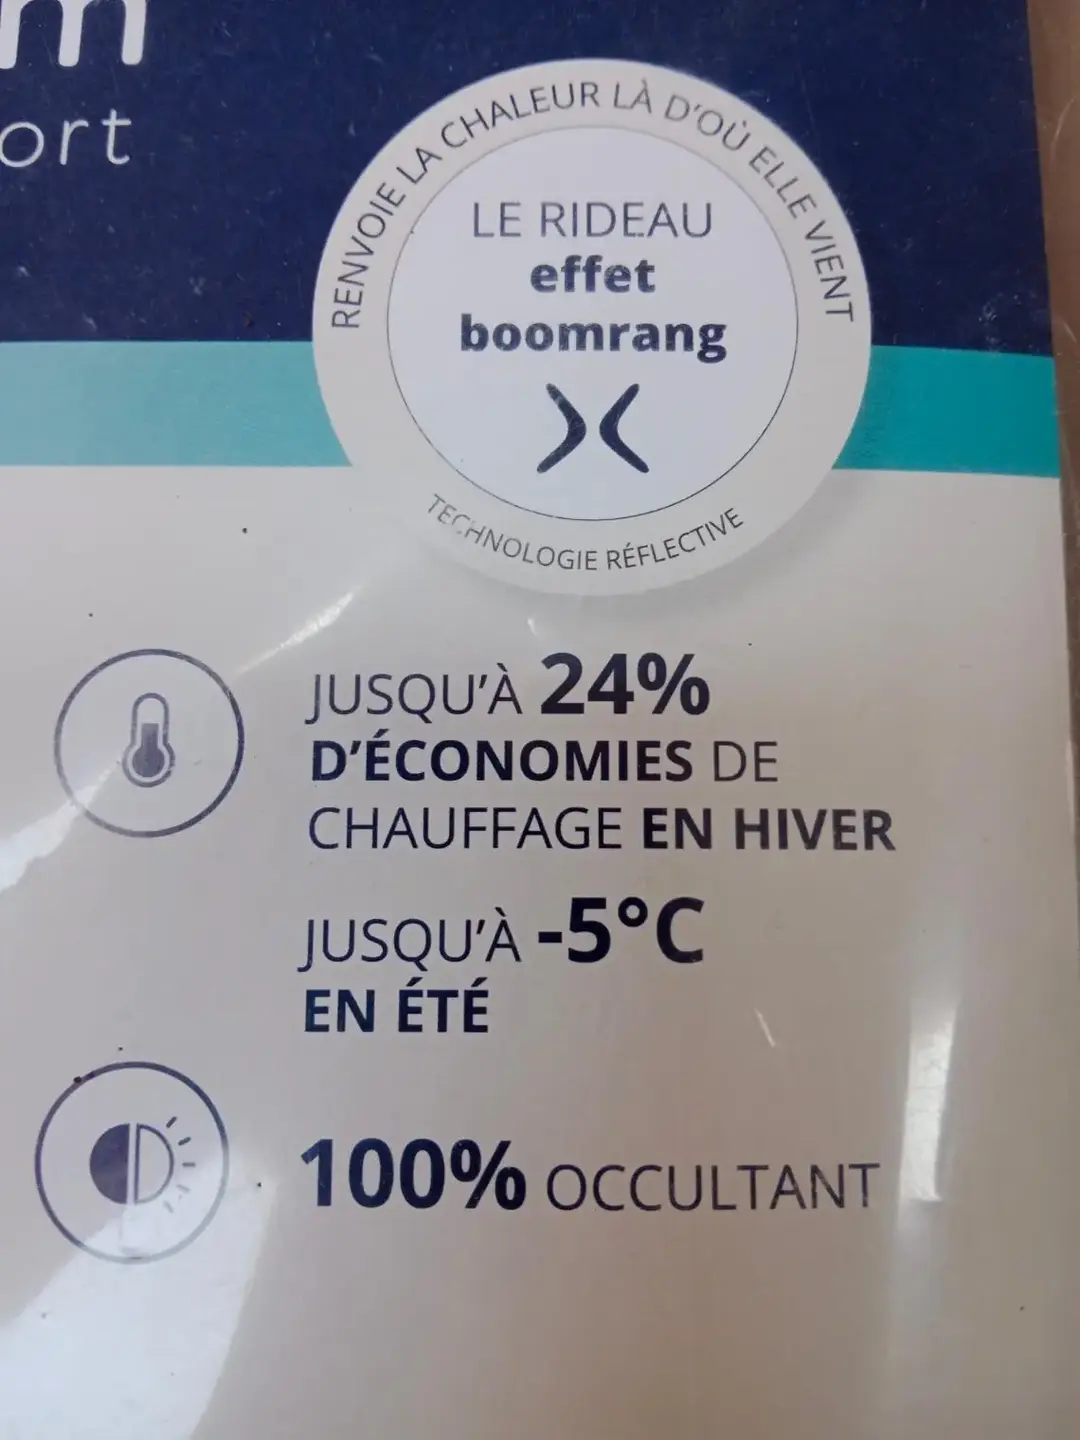 m
ort
RENVOIE LA CHALEUR LÀ D'OÙ ELLE VIENT
LE RIDEAU
effet
boomrang
TECHNOLOGIE RÉFLECTIVE
JUSQU'À 24%
D'ÉCONOMIES DE
CHAUFFAGE EN HIVER
JUSQU'À -5°C
EN ÉTÉ
100% OCCULTANT